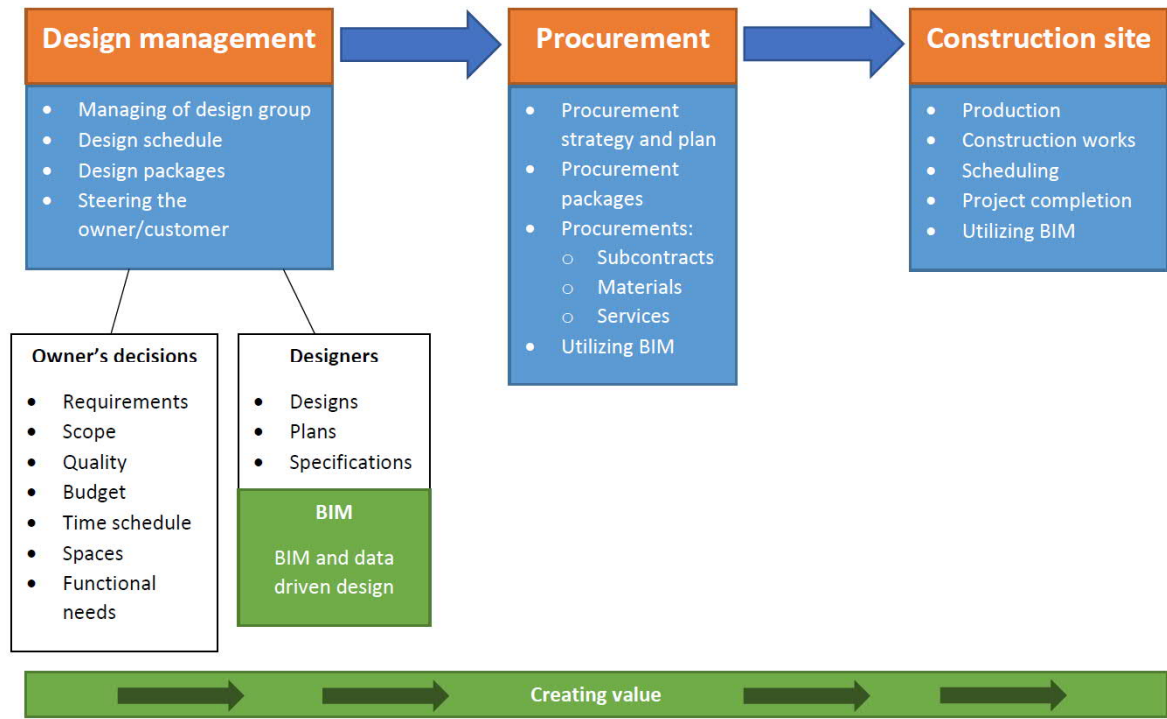 Design management
• Managing of design group
• Design schedule
• Design packages
• Steering the
owner/customer
Owner's decisions
• Requirements
• Scope
• Quality
• Budget
• Time schedule
• Spaces
• Functional
needs
Designers
• Designs
• Plans
• Specifications
BIM
BIM and data
driven design
Procurement
• Procurement
strategy and plan
• Procurement
packages
• Procurements:
o Subcontracts
o Materials
o Services
• Utilizing BIM
Construction site
• Production
• Construction works
• Scheduling
• Project completion
• Utilizing BIM
Creating value